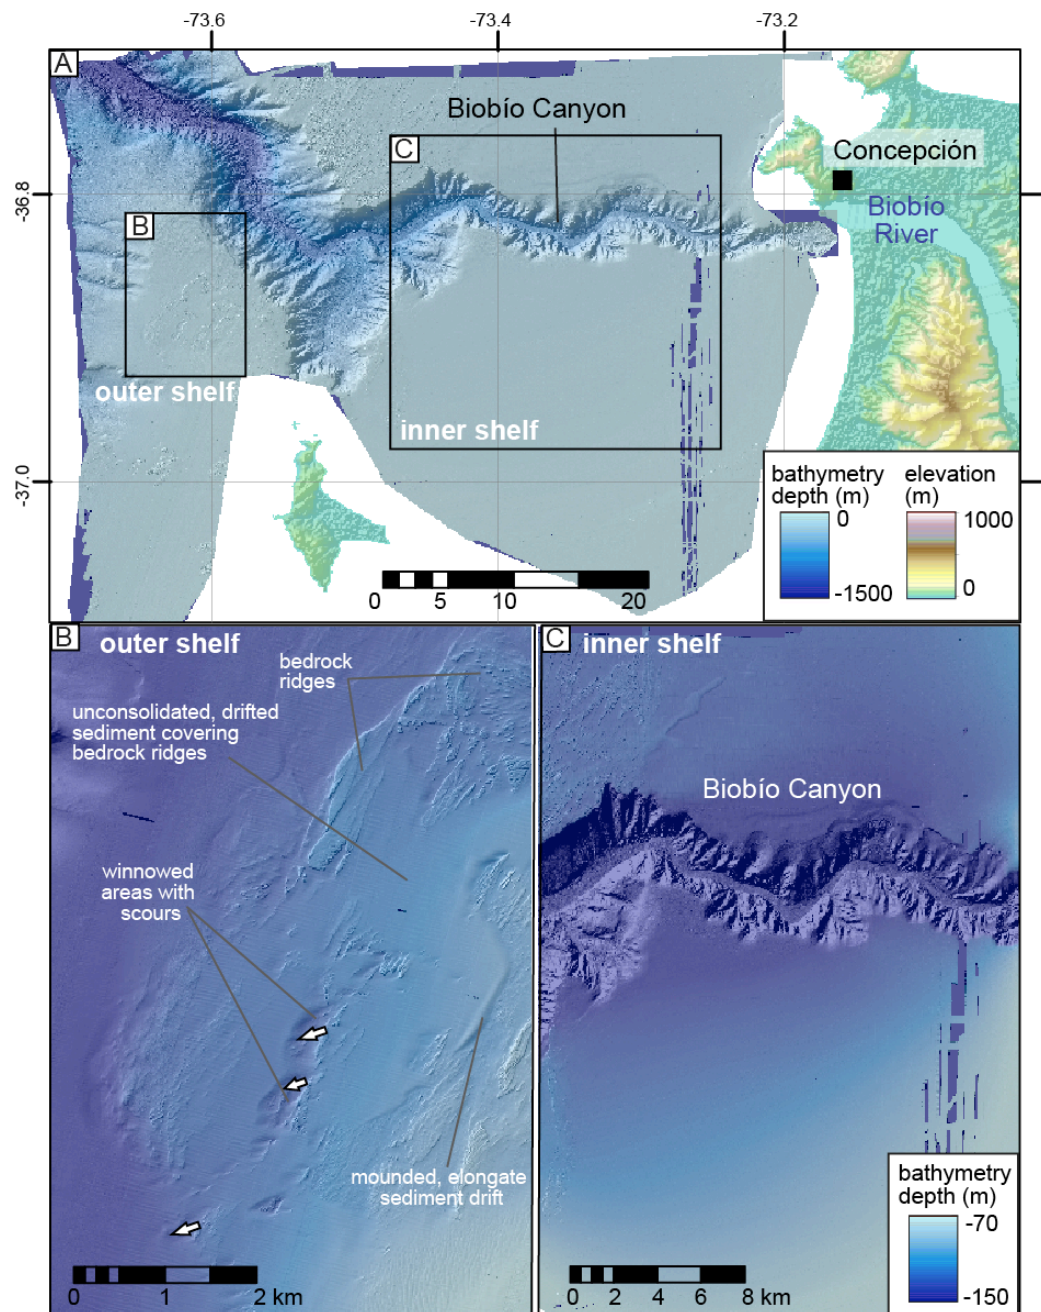 -73.6
-73.4
-73.2
A
Biobío Canyon
C
Concepción
-36.8
Biobío
River
B
outer shelf
inner shelf
-37.0
bathymetry
depth (m)
0
-1500
elevation
(m)
1000
0
0
5
10
20
B
outer shelf
bedrock
ridges
unconsolidated, drifted
sediment covering
bedrock ridges
winnowed
areas with
scours
mounded, elongate
sediment drift
0
1
2 km
C
inner shelf
Biobío Canyon
bathymetry
depth (m)
-70
-150
0
2
4
8 km